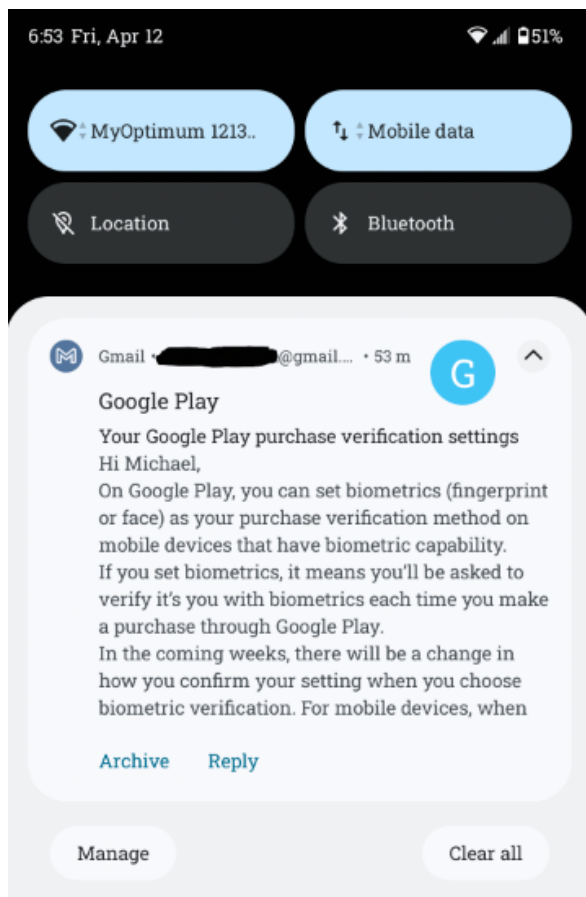 6:53 Fri, Apr 12 51%
MyOptimum 1213.. Mobile data
Location Bluetooth
Gmail • @gmail.... • 53 m G
Google Play
Your Google Play purchase verification settings
Hi Michael,
On Google Play, you can set biometrics (fingerprint
or face) as your purchase verification method on
mobile devices that have biometric capability.
If you set biometrics, it means you'll be asked to
verify it's you with biometrics each time you make
a purchase through Google Play.
In the coming weeks, there will be a change in
how you confirm your setting when you choose
biometric verification. For mobile devices, when
Archive Reply
Manage Clear all